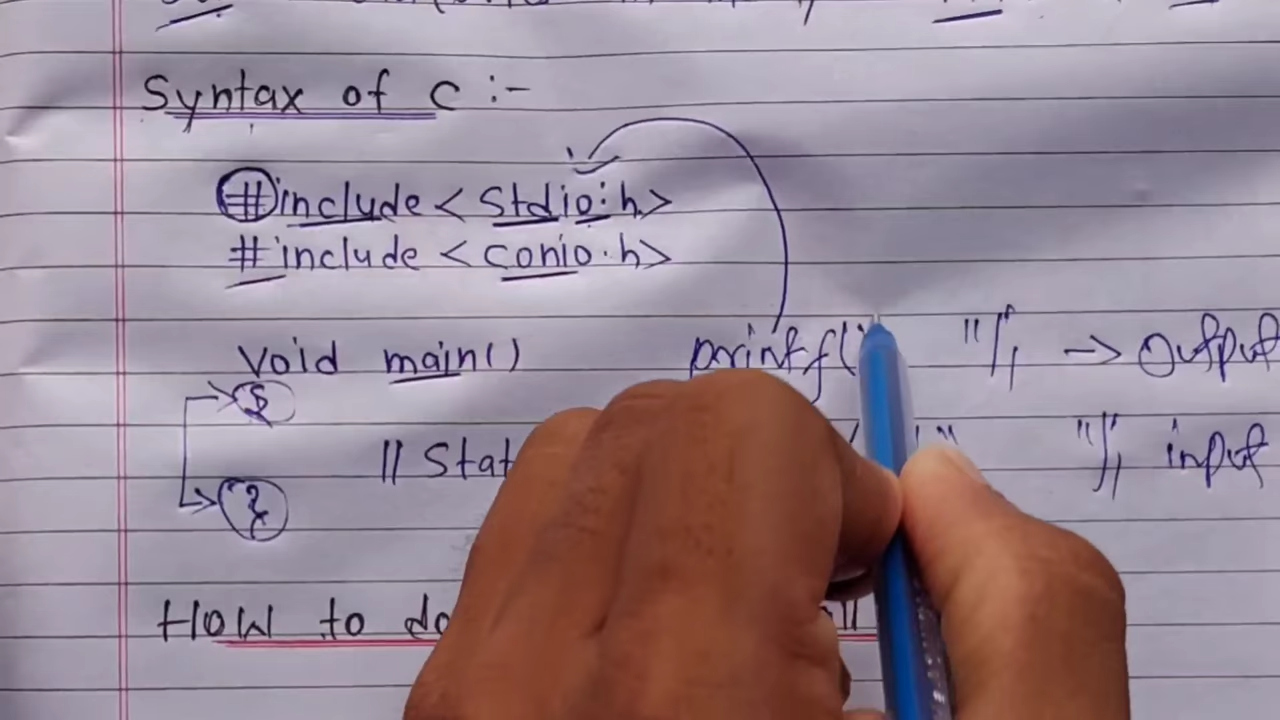 Syntax of c :-
#include < stdio.h>
#include < conio.h>
void main() printf(" "); -> output
{
// Stat "); input
}
How to do